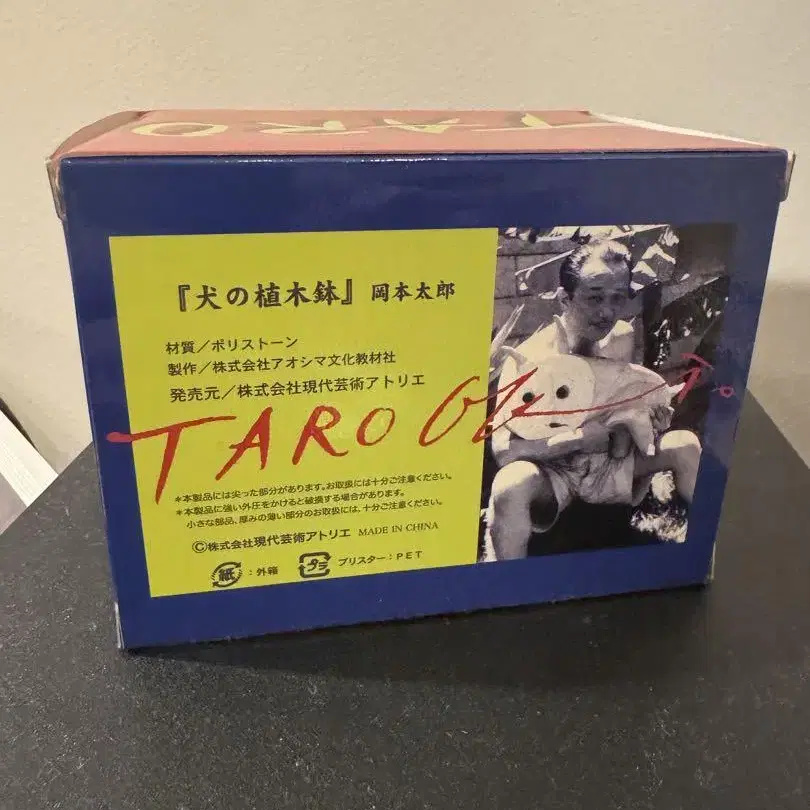 TARO
『犬の植木鉢』 岡本太郎
材質／ポリストーン
製作／株式会社アオシマ文化教材社
発売元／株式会社現代芸術アトリエ
TARO
＊本製品には尖った部分があります。お取扱には十分ご注意ください。
＊本製品に強い外圧をかけると破損する場合があります。
小さな部品、厚みの薄い部分のお取扱には、十分ご注意ください。
©株式会社現代芸術アトリエ MADE IN CHINA
紙：外箱 プラ ブリスター：PET